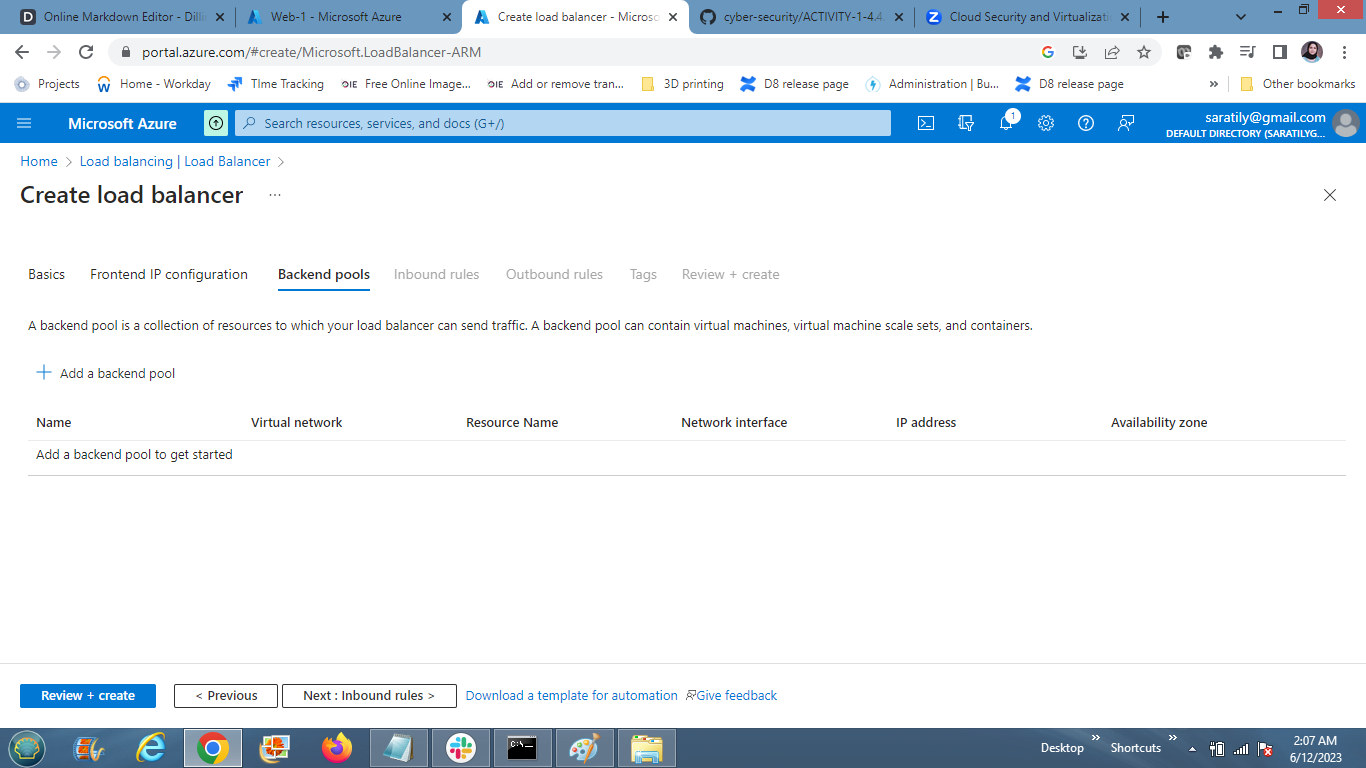 Online Markdown Editor - Dilli
Web-1 - Microsoft Azure
Create load balancer - Microso
cyber-security/ACTIVITY-1-4.4.
Cloud Security and Virtualizati
portal.azure.com/#create/Microsoft.LoadBalancer-ARM
Projects
Home - Workday
TIme Tracking
OIE Free Online Image...
OIE Add or remove tran...
3D printing
D8 release page
Administration | Bu...
D8 release page
»
Other bookmarks
Microsoft Azure
Search resources, services, and docs (G+/)
1
saratily@gmail.com
DEFAULT DIRECTORY (SARATILYG...
Home > Load balancing | Load Balancer >
Create load balancer ...
Basics
Frontend IP configuration
Backend pools
Inbound rules
Outbound rules
Tags
Review + create
A backend pool is a collection of resources to which your load balancer can send traffic. A backend pool can contain virtual machines, virtual machine scale sets, and containers.
+ Add a backend pool
Name
Virtual network
Resource Name
Network interface
IP address
Availability zone
Add a backend pool to get started
Review + create
< Previous
Next : Inbound rules >
Download a template for automation
Give feedback
Desktop »
Shortcuts »
2:07 AM
6/12/2023